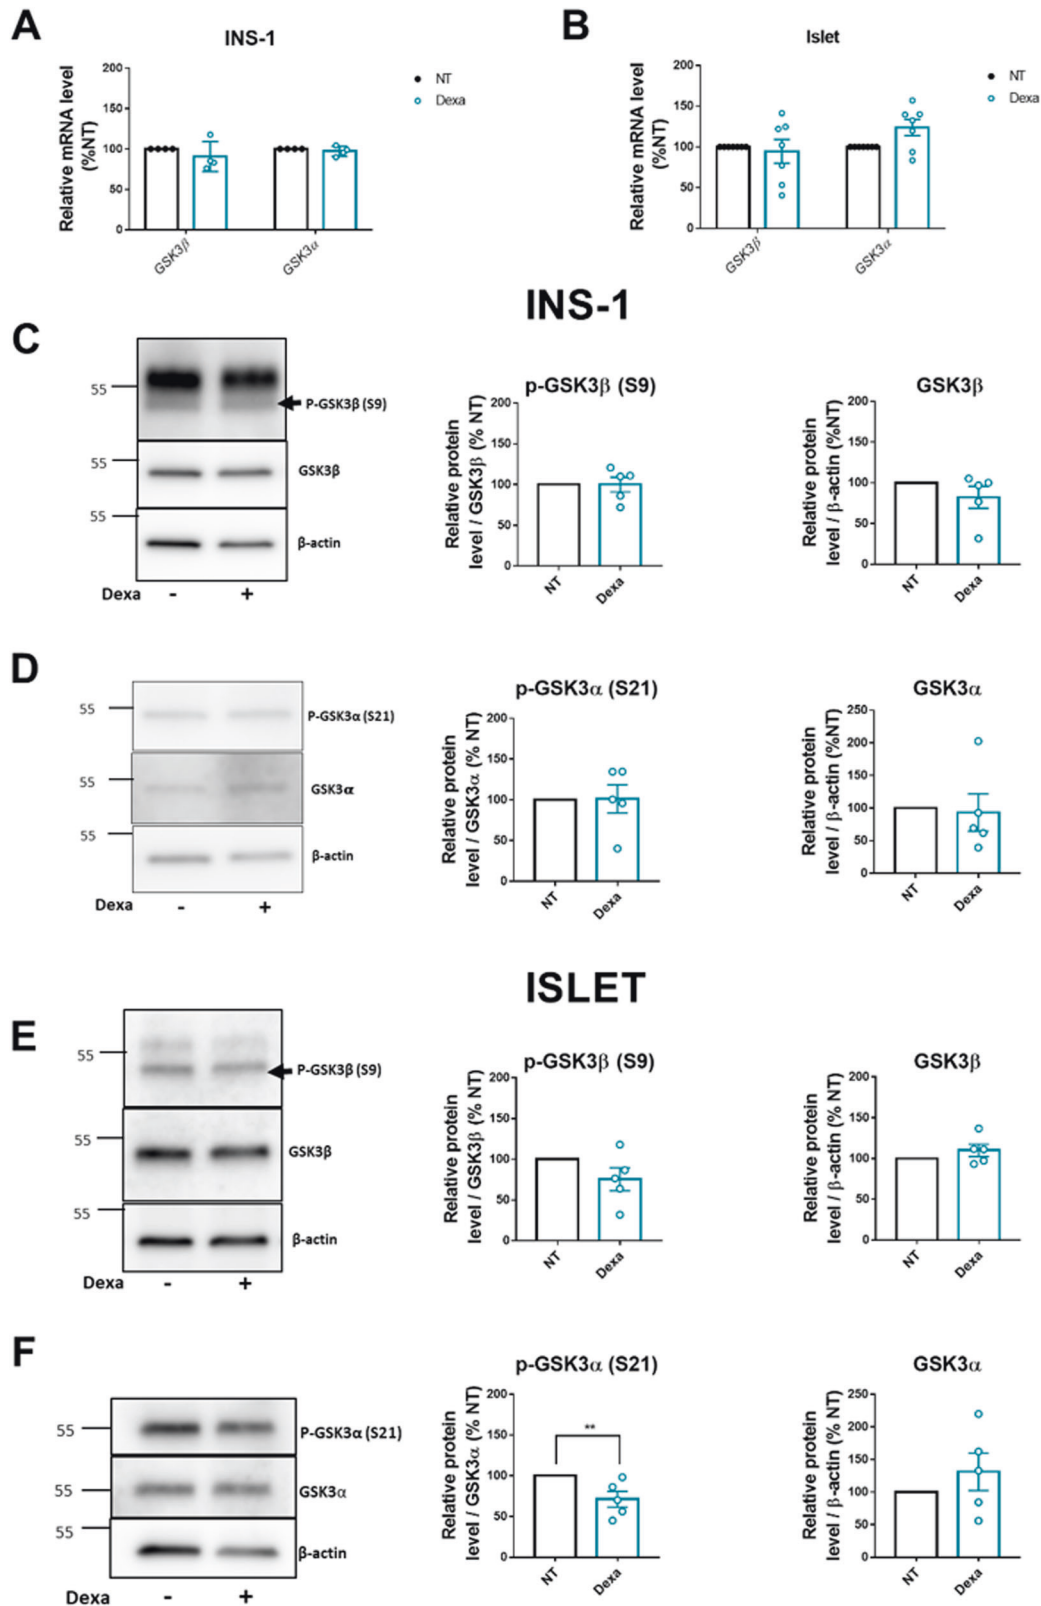 A
INS-1
Relative mRNA level
(%NT)
200
150
100
50
0
GSK3β
GSK3α
NT
Dexa
B
Islet
Relative mRNA level
(%NT)
200
150
100
50
0
GSK3β
GSK3α
NT
Dexa
INS-1
C
55
P-GSK3β (S9)
55
GSK3β
55
β-actin
Dexa - +
p-GSK3β (S9)
Relative protein
level / GSK3β (% NT)
200
150
100
50
0
NT
Dexa
GSK3β
Relative protein
level / β-actin (%NT)
200
150
100
50
0
NT
Dexa
D
55
P-GSK3α (S21)
55
GSK3α
55
β-actin
Dexa - +
p-GSK3α (S21)
Relative protein
level / GSK3α (% NT)
200
150
100
50
0
NT
Dexa
GSK3α
Relative protein
level / β-actin (%NT)
250
200
150
100
50
0
NT
Dexa
ISLET
E
55
P-GSK3β (S9)
55
GSK3β
55
β-actin
Dexa - +
p-GSK3β (S9)
Relative protein
level / GSK3β (% NT)
200
150
100
50
0
NT
Dexa
GSK3β
Relative protein
level / β-actin (% NT)
200
150
100
50
0
NT
Dexa
F
55
P-GSK3α (S21)
55
GSK3α
55
β-actin
Dexa - +
p-GSK3α (S21)
Relative protein
level / GSK3α (% NT)
200
150
100
50
0
**
NT
Dexa
GSK3α
Relative protein
level / β-actin (% NT)
250
200
150
100
50
0
NT
Dexa